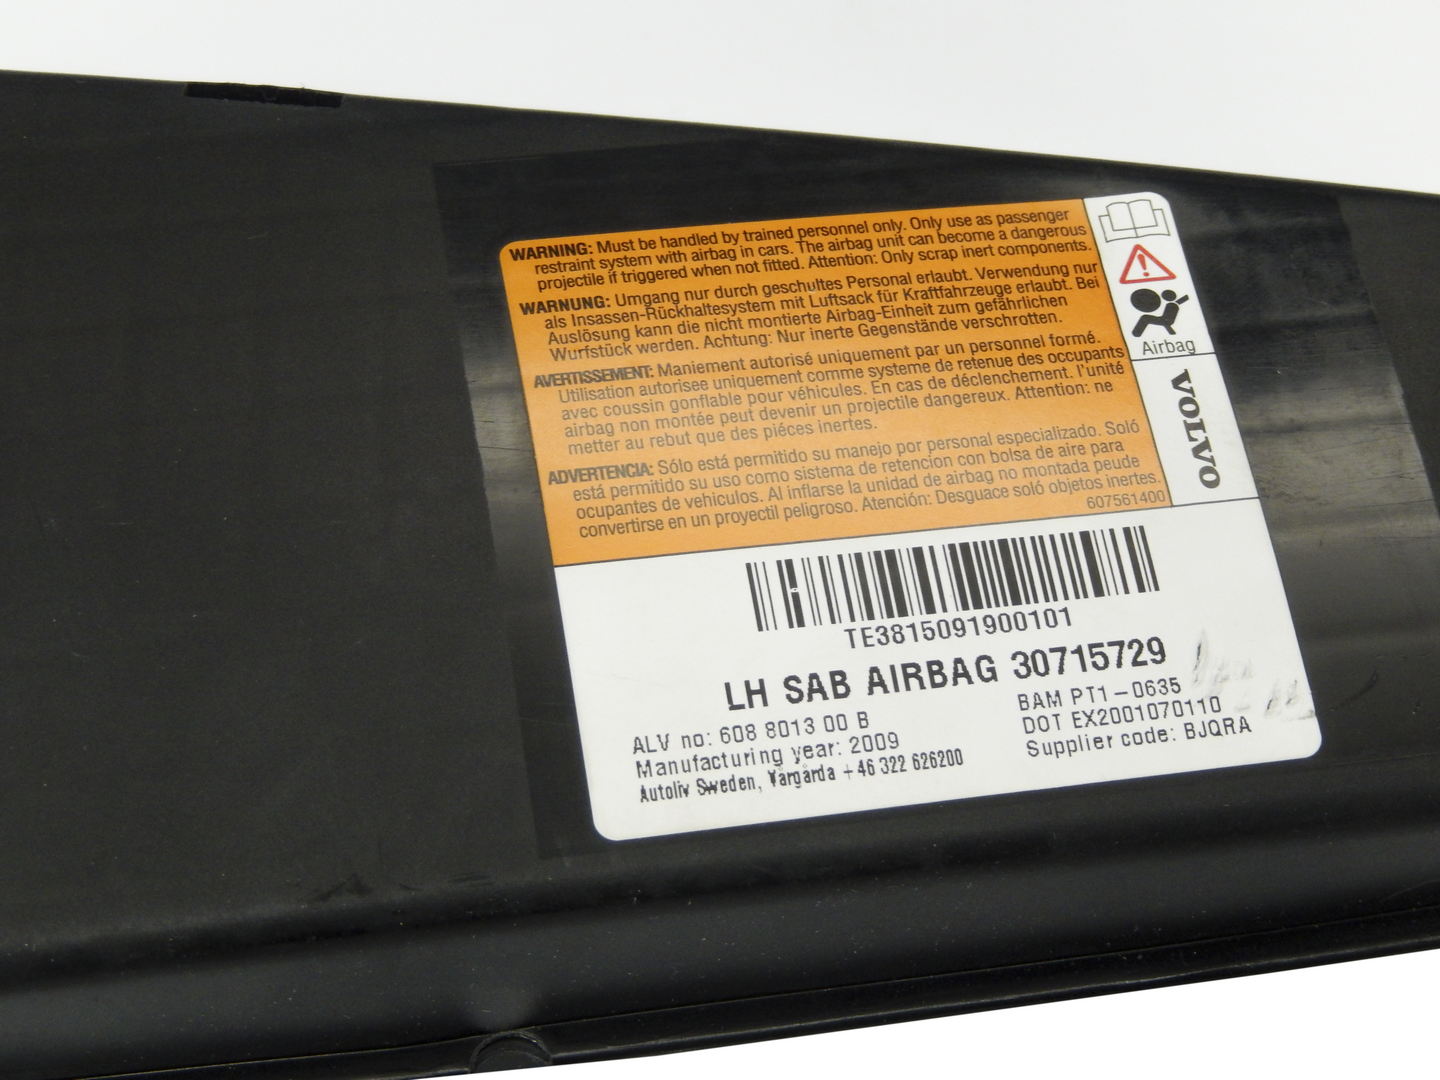 WARNING: Must be handled by trained personnel only. Only use as passenger
restraint system with airbag in cars. The airbag unit can become a dangerous
projectile if triggered when not fitted. Attention: Only scrap inert components.
WARNUNG: Umgang nur durch geschultes Personal erlaubt. Verwendung nur
als Insassen-Rückhaltesystem mit Luftsack für Kraftfahrzeuge erlaubt. Bei
Auslösung kann die nicht montierte Airbag-Einheit zum gefährlichen
Wurfstück werden. Achtung: Nur inerte Gegenstände verschrotten.
AVERTISSEMENT: Maniement autorisé uniquement par un personnel formé.
Utilisation autorisee uniquement comme systeme de retenue des occupants
avec coussin gonflable pour véhicules. En cas de déclenchement. l'unité
airbag non montée peut devenir un projectile dangereux. Attention: ne
metter au rebut que des piéces inertes.
ADVERTENCIA: Sólo está permitido su manejo por personal especializado. Soló
está permitido su uso como sistema de retencion con bolsa de aire para
ocupantes de vehiculos. Al inflarse la unidad de airbag no montada peude
convertirse en un proyectil peligroso. Atención: Desguace soló objetos inertes.
607561400
Airbag
VOLVO
TE3815091900101
LH SAB AIRBAG 30715729
ALV no: 608 8013 00 B
Manufacturing year: 2009
Autoliv Sweden, Vårgårda +46 322 626200
BAM PT1-0635
DOT EX2001070110
Supplier code: BJQRA